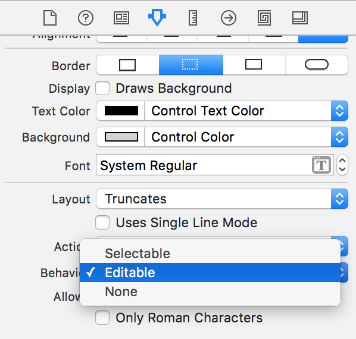 Alignment
Border
Display Draws Background
Text Color Control Text Color
Background Control Color
Font System Regular
Layout Truncates
Uses Single Line Mode
Selectable
Editable
None
Only Roman Characters